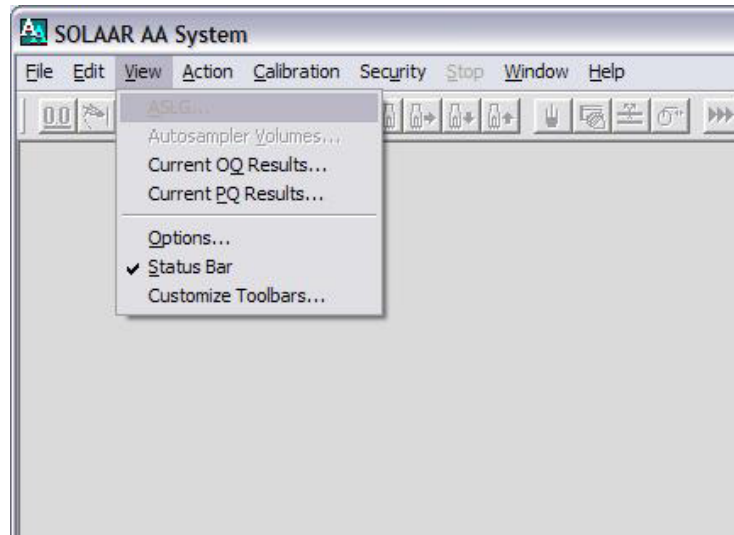 SOLAAR AA System
File Edit View Action Calibration Security Stop Window Help
0.0
ASLG...
Autosampler Volumes...
Current OQ Results...
Current PQ Results...
Options...
Status Bar
Customize Toolbars...